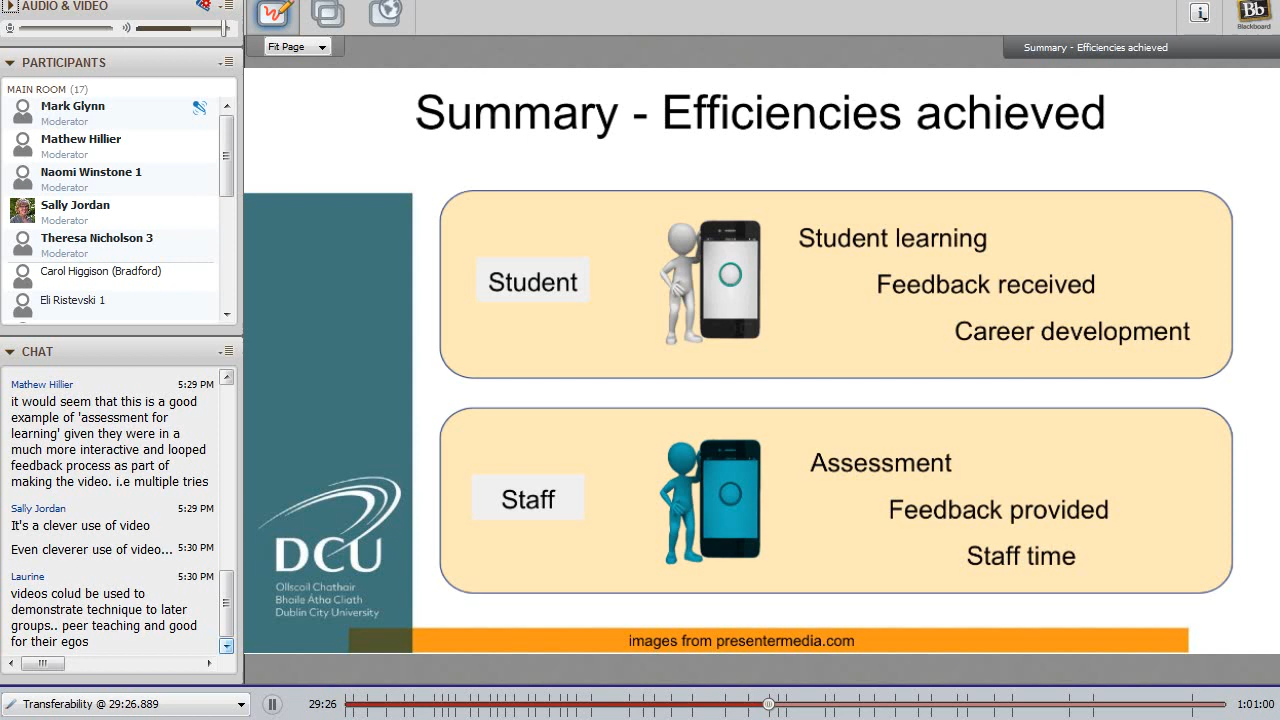 AUDIO & VIDEO
PARTICIPANTS
MAIN ROOM (17)
Mark Glynn
Moderator
Mathew Hillier
Moderator
Naomi Winstone 1
Moderator
Sally Jordan
Moderator
Theresa Nicholson 3
Moderator
Carol Higgison (Bradford)
Eli Ristevski 1
CHAT
Mathew Hillier 5:29 PM
it would seem that this is a good
example of 'assessment for
learning' given they were in a
much more interactive and looped
feedback process as part of
making the video. i.e multiple tries
Sally Jordan 5:29 PM
It's a clever use of video
Even cleverer use of video... 5:30 PM
Laurine 5:30 PM
videos colud be used to
demonstrate technique to later
groups.. peer teaching and good
for their egos
Fit Page
Bb
Blackboard
Summary - Efficiencies achieved
Summary - Efficiencies achieved
Student
Student learning
Feedback received
Career development
Staff
Assessment
Feedback provided
Staff time
DCU
Ollscoil Chathair
Bhaile Átha Cliath
Dublin City University
images from presentermedia.com
Transferability @ 29:26.889
29:26
1:01:00